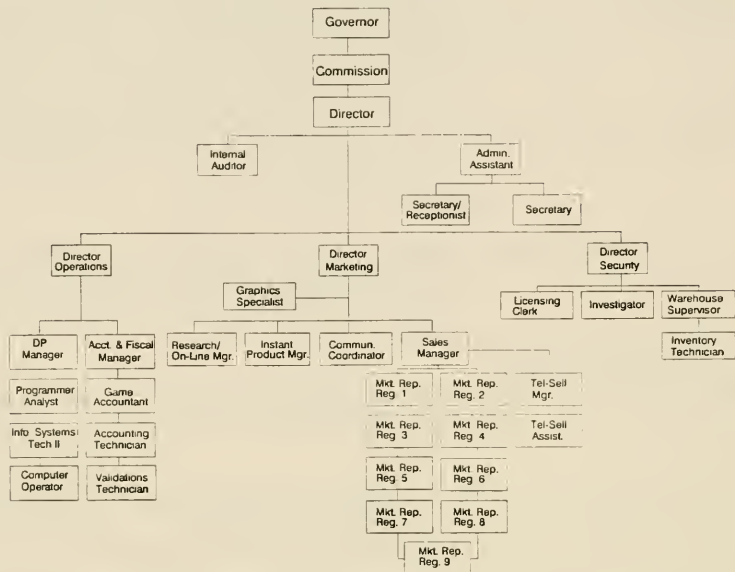 Governor
Commission
Director
Internal
Auditor
Admin.
Assistant
Secretary/
Receptionist
Secretary
Director
Operations
Director
Marketing
Director
Security
Graphics
Specialist
Licensing
Clerk
Investigator
Warehouse
Supervisor
Inventory
Technician
DP
Manager
Acct. & Fiscal
Manager
Research/
On-Line Mgr.
Instant
Product Mgr.
Commun.
Coordinator
Sales
Manager
Programmer
Analyst
Game
Accountant
Info Systems
Tech II
Accounting
Technician
Computer
Operator
Validations
Technician
Mkt. Rep.
Reg. 1
Mkt. Rep.
Reg. 2
Tel-Sell
Mgr.
Mkt. Rep.
Reg. 3
Mkt. Rep.
Reg. 4
Tel-Sell
Assist.
Mkt. Rep.
Reg. 5
Mkt. Rep.
Reg. 6
Mkt. Rep.
Reg. 7
Mkt. Rep.
Reg. 8
Mkt. Rep.
Reg. 9